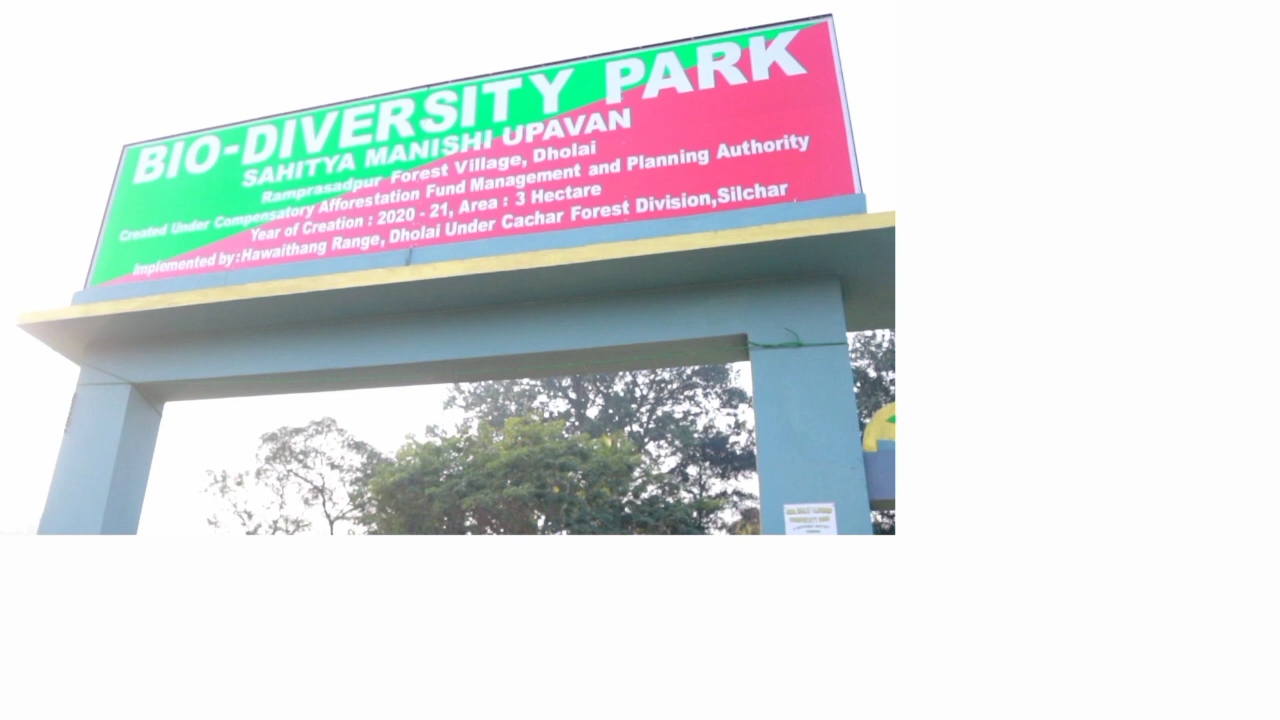 BIO-DIVERSITY PARK
SAHITYA MANISHI UPAVAN
Ramprasadpur Forest Village, Dholai
Created Under Compensatory Afforestation Fund Management and Planning Authority
Year of Creation : 2020 - 21, Area : 3 Hectare
Implemented by:Hawaithang Range, Dholai Under Cachar Forest Division,Silchar